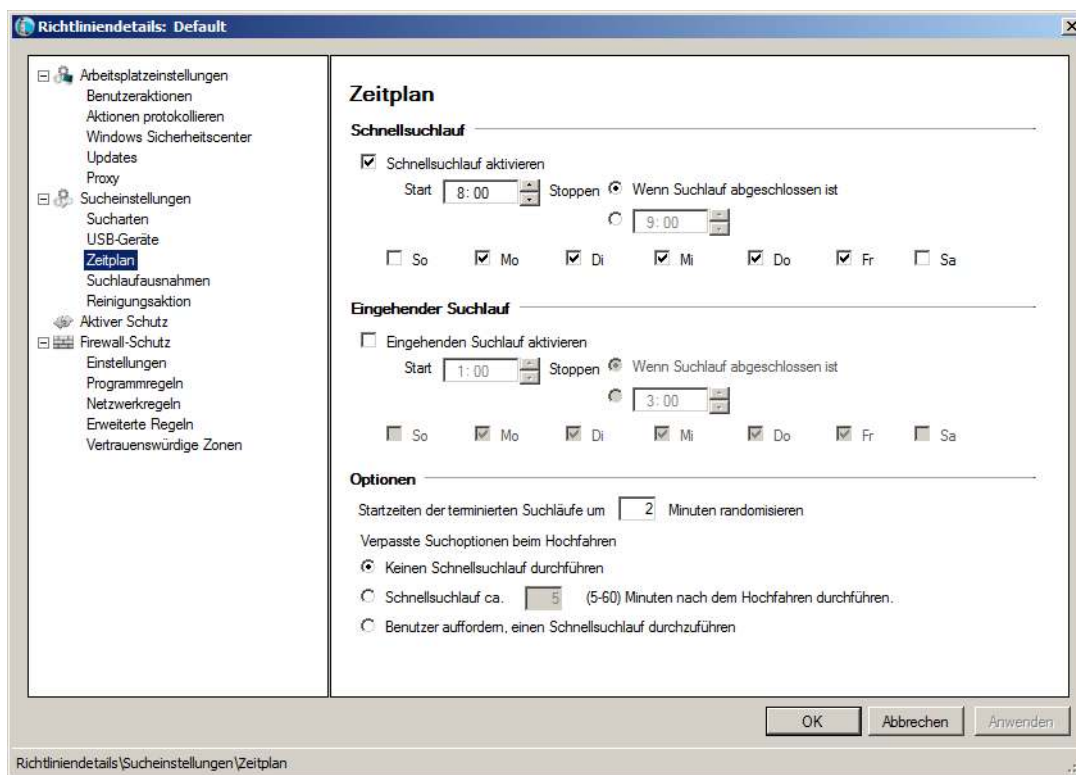 Richtliniendetails: Default
Arbeitsplatzeinstellungen
Benutzeraktionen
Aktionen protokollieren
Windows Sicherheitscenter
Updates
Proxy
Sucheinstellungen
Sucharten
USB-Geräte
Zeitplan
Suchlaufausnahmen
Reinigungsaktion
Aktiver Schutz
Firewall-Schutz
Einstellungen
Programmregeln
Netzwerkregeln
Erweiterte Regeln
Vertrauenswürdige Zonen
Zeitplan
Schnellsuchlauf
Schnellsuchlauf aktivieren
Start 8:00 Stoppen Wenn Suchlauf abgeschlossen ist
9:00
So Mo Di Mi Do Fr Sa
Eingehender Suchlauf
Eingehenden Suchlauf aktivieren
Start 1:00 Stoppen Wenn Suchlauf abgeschlossen ist
3:00
So Mo Di Mi Do Fr Sa
Optionen
Startzeiten der terminierten Suchläufe um 2 Minuten randomisieren
Verpasste Suchoptionen beim Hochfahren
Keinen Schnellsuchlauf durchführen
Schnellsuchlauf ca. 5 (5-60) Minuten nach dem Hochfahren durchführen.
Benutzer auffordern, einen Schnellsuchlauf durchzuführen
OK Abbrechen Anwenden
Richtliniendetails\Sucheinstellungen\Zeitplan